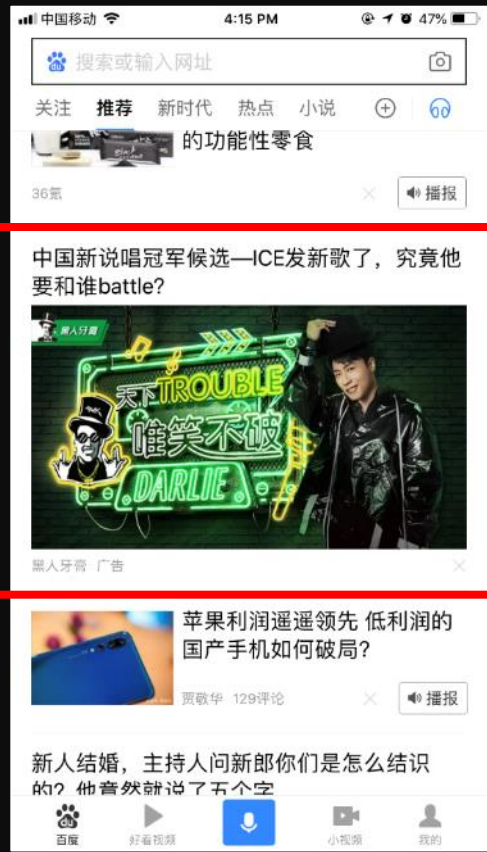 中国移动 4:15 PM 47%
搜索或输入网址
关注 推荐 新时代 热点 小说
的功能性零食
36氪 播报
中国新说唱冠军候选—ICE发新歌了，究竟他
要和谁battle?
黑人牙膏
天下TROUBLE
唯笑不破
DARLIE
黑人牙膏 广告
苹果利润遥遥领先 低利润的
国产手机如何破局?
贾敬华 129评论 播报
新人结婚，主持人问新郎你们是怎么结识
的? 他竟然就说了五个字
百度 好看视频 小视频 我的